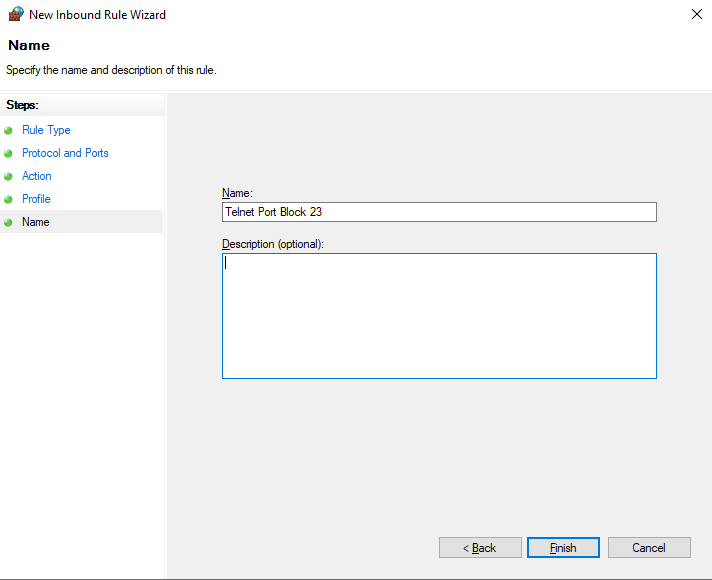 New Inbound Rule Wizard
Name
Specify the name and description of this rule.
Steps:
Rule Type
Protocol and Ports
Action
Profile
Name
Name:
Telnet Port Block 23
Description (optional):
< Back
Finish
Cancel